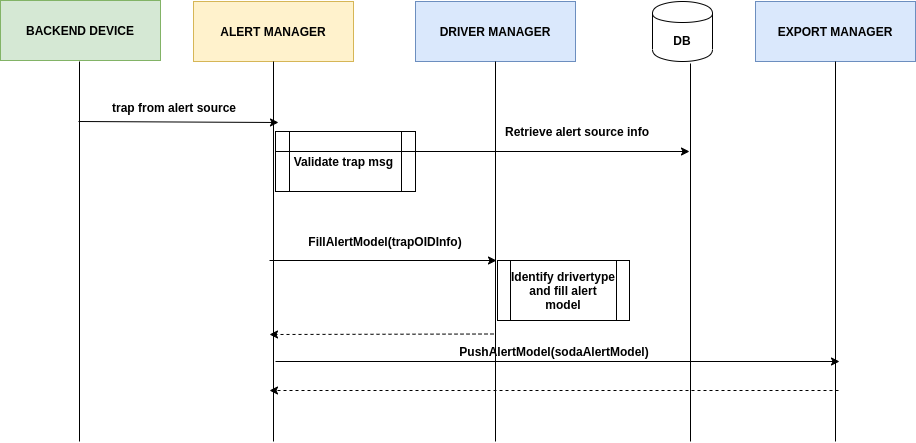 BACKEND DEVICE
ALERT MANAGER
DRIVER MANAGER
DB
EXPORT MANAGER
trap from alert source
Retrieve alert source info
Validate trap msg
FillAlertModel(trapOIDInfo)
Identify drivertype
and fill alert
model
PushAlertModel(sodaAlertModel)